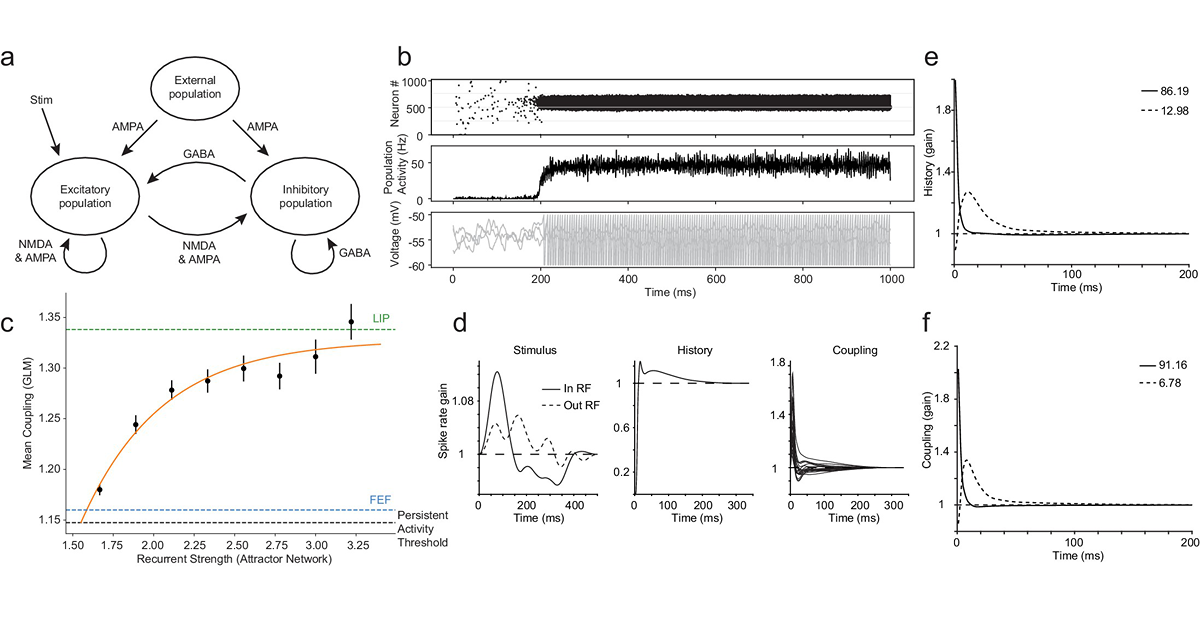 a
External
population
Stim
AMPA
AMPA
GABA
Excitatory
population
Inhibitory
population
NMDA
& AMPA
NMDA
& AMPA
GABA
b
Neuron #
1000
0
Population
Activity (Hz)
50
0
Voltage (mV)
-50
-55
-60
0 200 400 600 800 1000
Time (ms)
c
Mean Coupling (GLM)
1.35
1.30
1.25
1.20
1.15
LIP
FEF
Persistent
Activity
Threshold
1.50 1.75 2.00 2.25 2.50 2.75 3.00 3.25
Recurrent Strength (Attractor Network)
d
Stimulus
Spike rate gain
1.08
1
In RF
Out RF
0 200 400
Time (ms)
History
1
0.6
0.2
0 100 200 300
Time (ms)
Coupling
1.8
1.4
1
0 100 200 300
Time (ms)
e
History (gain)
1.8
1.4
1
86.19
12.98
0 100 200
Time (ms)
f
Coupling (gain)
2.2
1.8
1.4
1
91.16
6.78
0 100 200
Time (ms)